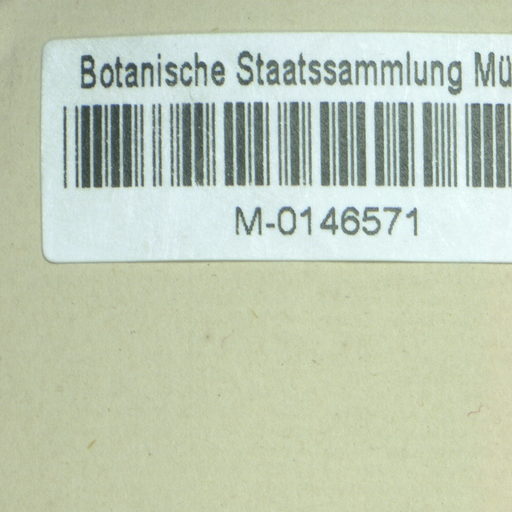 Botanische Staatssammlung Mü
M-0146571